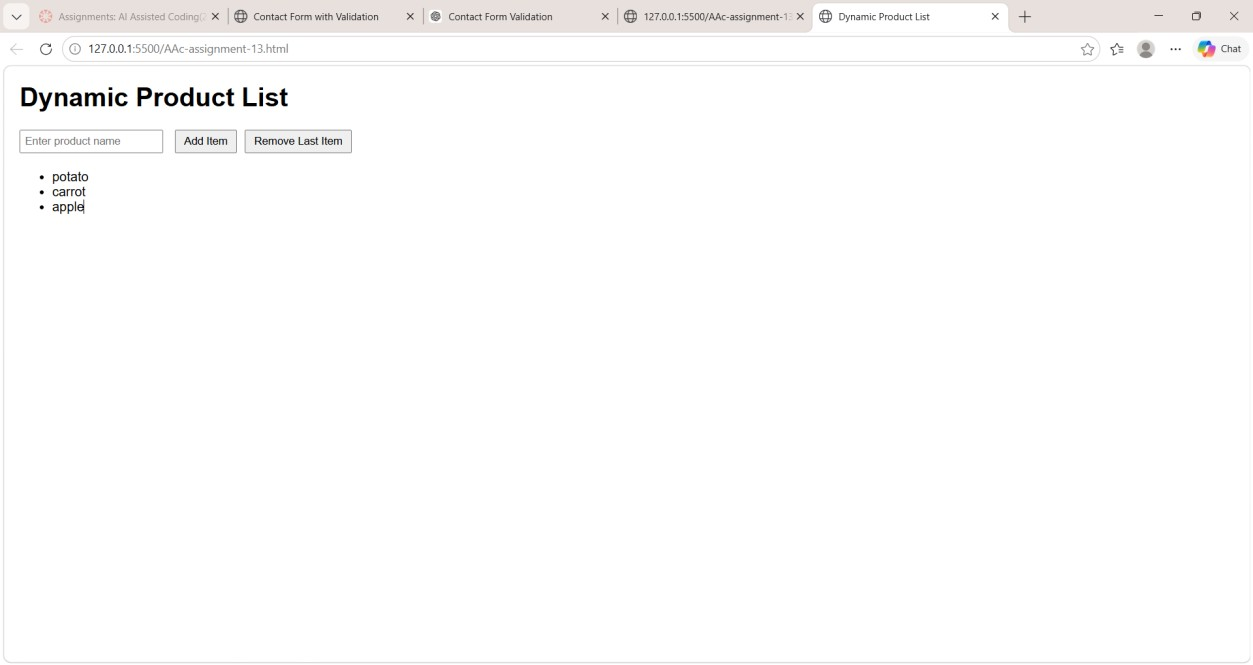 Assignments: AI Assisted Coding
Contact Form with Validation
Contact Form Validation
127.0.0.1:5500/AAc-assignment-13
Dynamic Product List
127.0.0.1:5500/AAc-assignment-13.html
Chat
Dynamic Product List
Enter product name
Add Item
Remove Last Item
• potato
• carrot
• apple